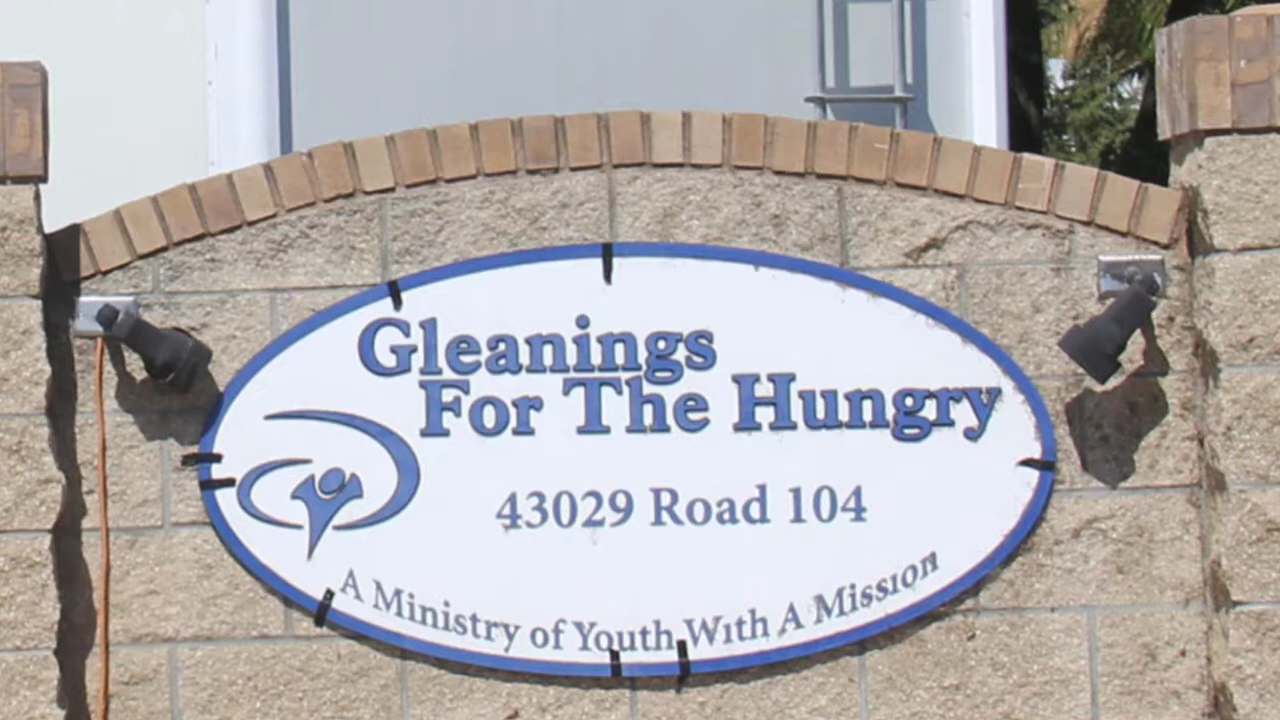 Gleanings
For The Hungry
43029 Road 104
A Ministry of Youth With A Mission